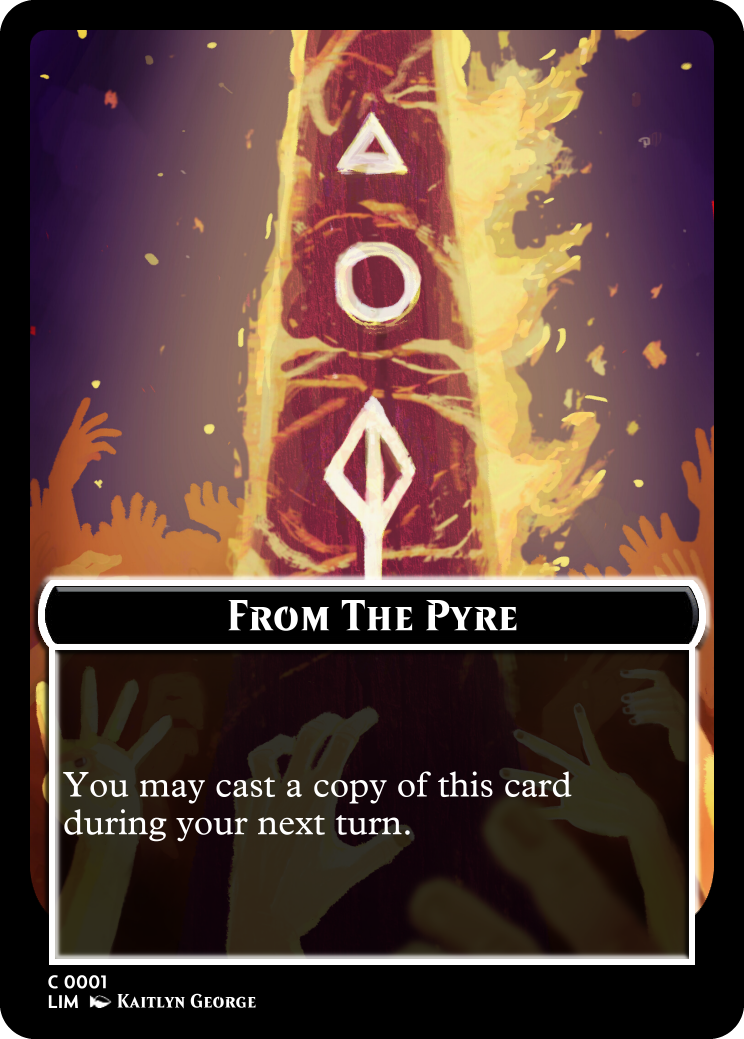 From The Pyre
You may cast a copy of this card
during your next turn.
C 0001
LIM Kaitlyn George